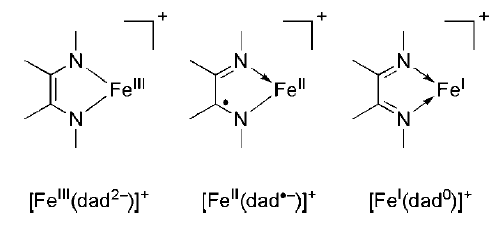 + + +
N N N
Fe^III Fe^II Fe^I
N N N
[Fe^III(dad^2−)]^+ [Fe^II(dad^•−)]^+ [Fe^I(dad^0)]^+